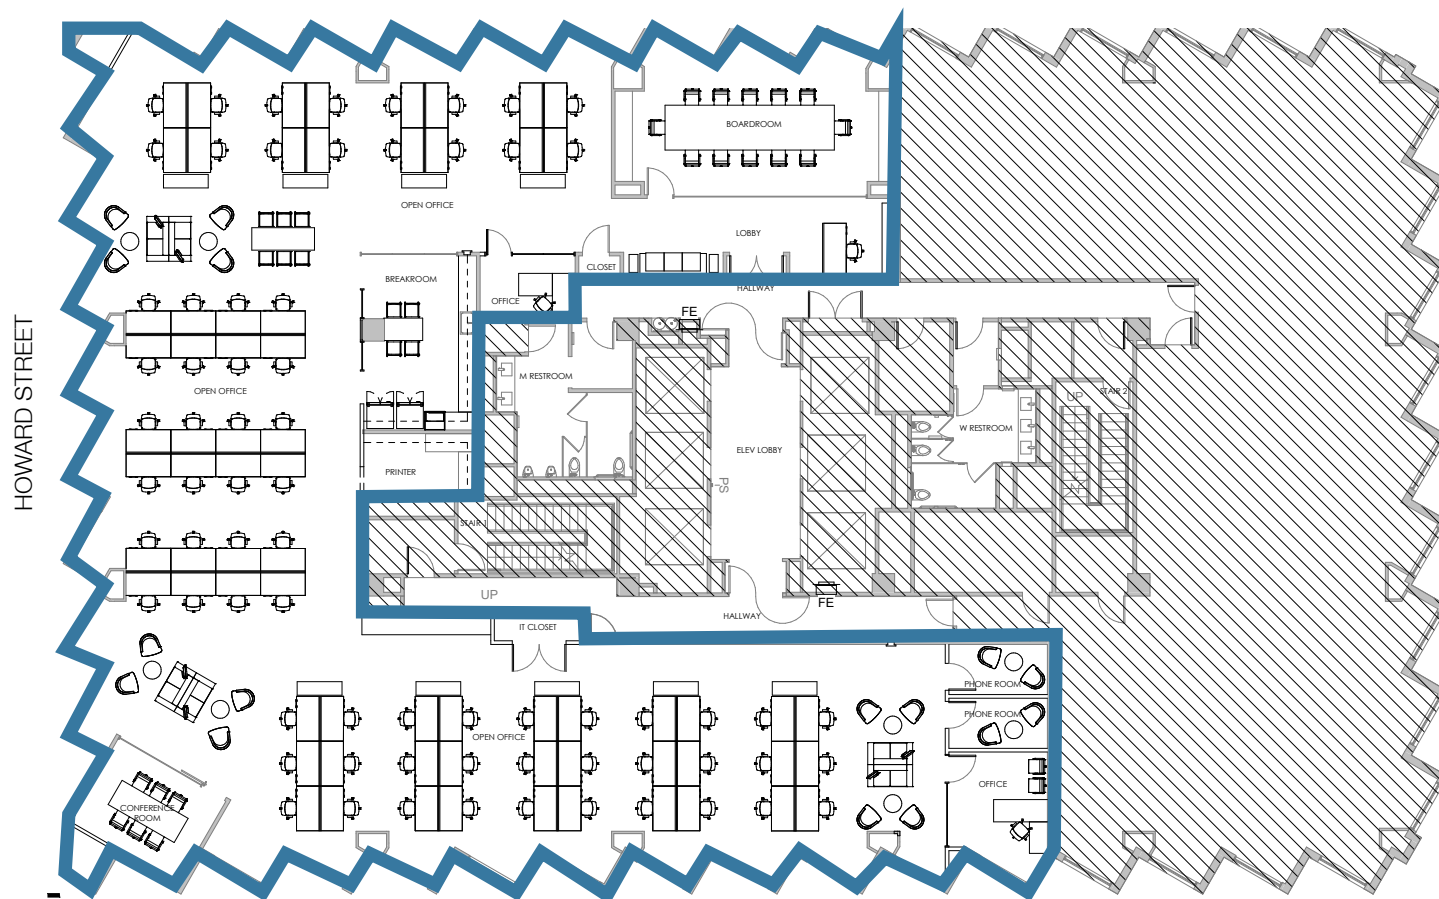 BOARDROOM
OPEN OFFICE
LOBBY
CLOSET
BREAKROOM
HALLWAY
OFFICE
FE
HOWARD STREET
M RESTROOM
OPEN OFFICE
STAIR 2
UP
W RESTROOM
ELEV LOBBY
PRINTER
PS
STAIR 1
UP
FE
HALLWAY
IT CLOSET
PHONE ROOM
PHONE ROOM
OPEN OFFICE
OFFICE
CONFERENCE
ROOM